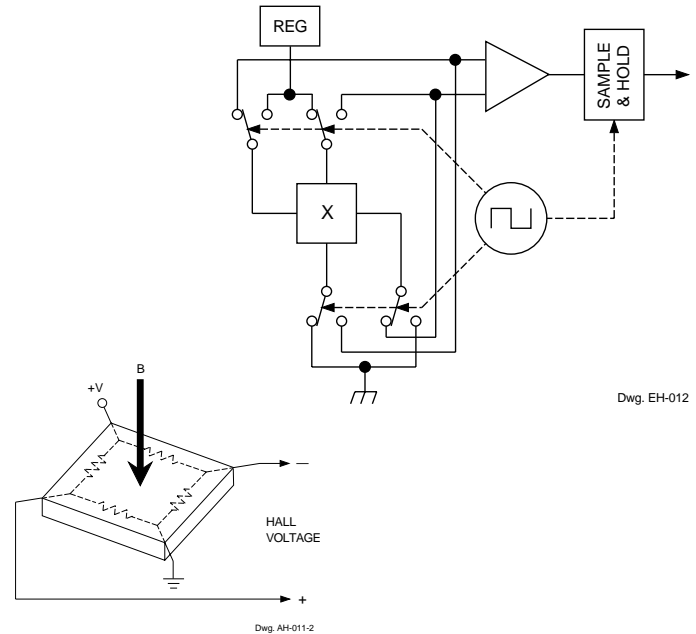 REG
SAMPLE
& HOLD
X
Dwg. EH-012
B
+V
—
HALL
VOLTAGE
+
Dwg. AH-011-2